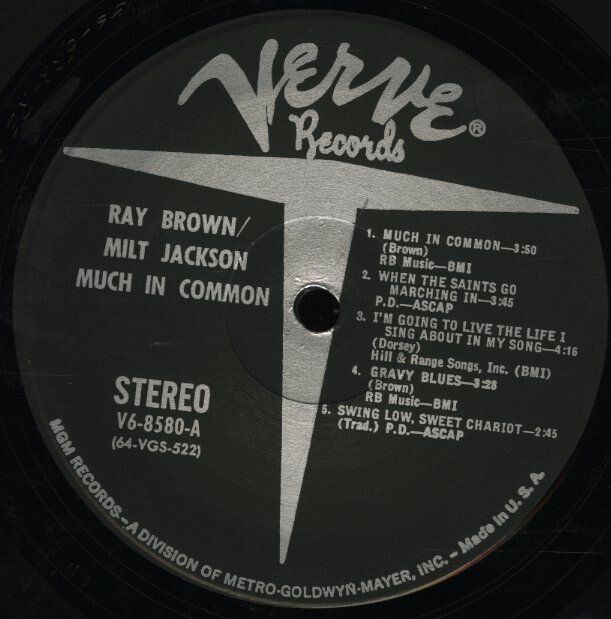 VERVE®
Records
RAY BROWN/
MILT JACKSON
MUCH IN COMMON
STEREO
V6-8580-A
(64-VGS-522)
1. MUCH IN COMMON—3:50
(Brown)
RB Music—BMI
2. WHEN THE SAINTS GO
MARCHING IN—3:45
P.D.—ASCAP
3. I'M GOING TO LIVE THE LIFE I
SING ABOUT IN MY SONG—4:16
(Dorsey)
Hill & Range Songs, Inc. (BMI)
4. GRAVY BLUES—3:28
(Brown)
RB Music—BMI
5. SWING LOW, SWEET CHARIOT—2:45
(Trad.) P.D.—ASCAP
MGM RECORDS—A DIVISION OF METRO-GOLDWYN-MAYER, INC. – Made in U. S. A.